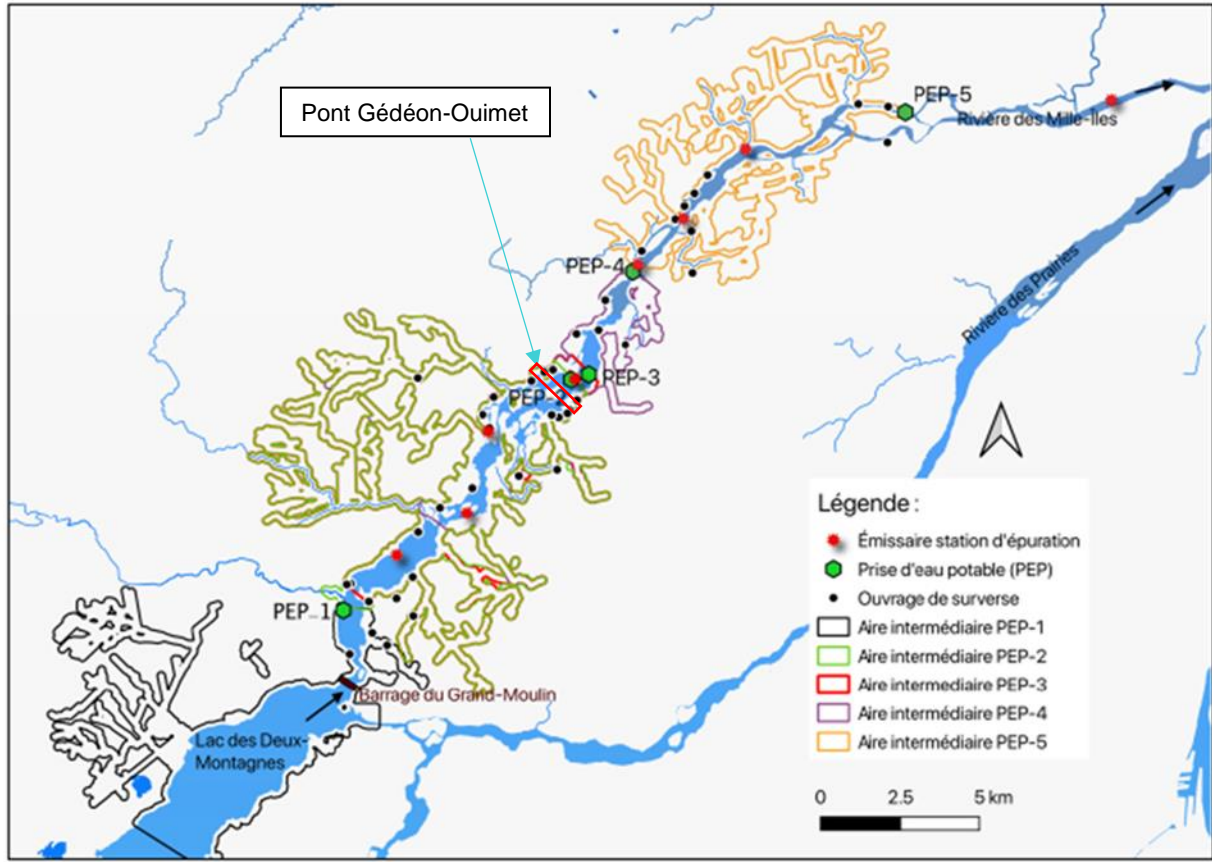 Pont Gédéon-Ouimet
PEP-5
Rivière des Mille-Îles
PEP-4
Rivière des Prairies
PEP-3
PEP-2
PEP_1
Barrage du Grand-Moulin
Lac des Deux-
Montagnes
Légende :
Émissaire station d'épuration
Prise d'eau potable (PEP)
Ouvrage de surverse
Aire intermédiaire PEP-1
Aire intermédiaire PEP-2
Aire intermediaire PEP-3
Aire intermédiaire PEP-4
Aire intermédiaire PEP-5
0 2.5 5 km